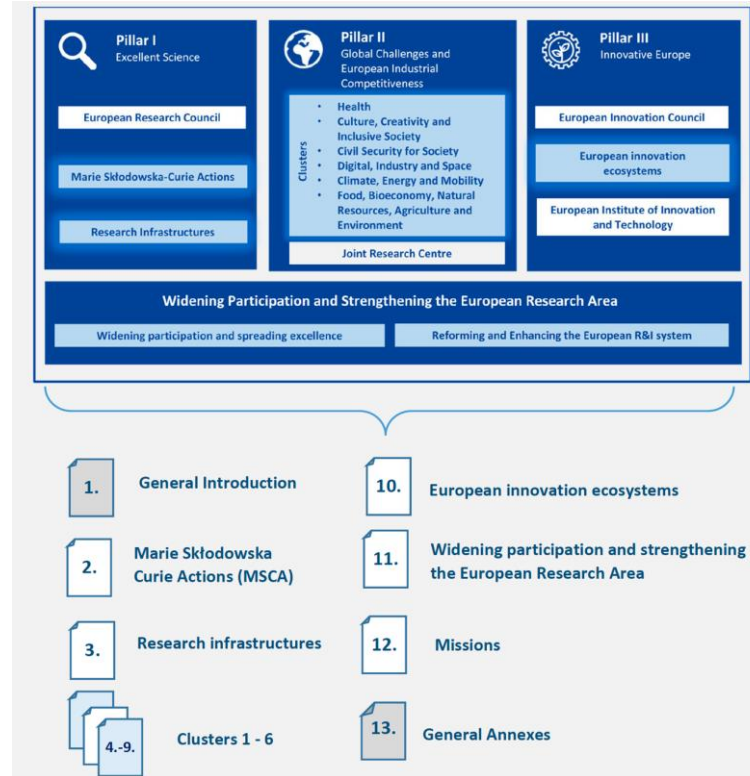 Pillar I
Excellent Science
European Research Council
Marie Skłodowska-Curie Actions
Research Infrastructures
Pillar II
Global Challenges and
European Industrial
Competitiveness
Clusters
• Health
• Culture, Creativity and
Inclusive Society
• Civil Security for Society
• Digital, Industry and Space
• Climate, Energy and Mobility
• Food, Bioeconomy, Natural
Resources, Agriculture and
Environment
Joint Research Centre
Pillar III
Innovative Europe
European Innovation Council
European innovation
ecosystems
European Institute of Innovation
and Technology
Widening Participation and Strengthening the European Research Area
Widening participation and spreading excellence
Reforming and Enhancing the European R&I system
1.
General Introduction
2.
Marie Skłodowska
Curie Actions (MSCA)
3.
Research infrastructures
4.-9.
Clusters 1 - 6
10.
European innovation ecosystems
11.
Widening participation and strengthening
the European Research Area
12.
Missions
13.
General Annexes